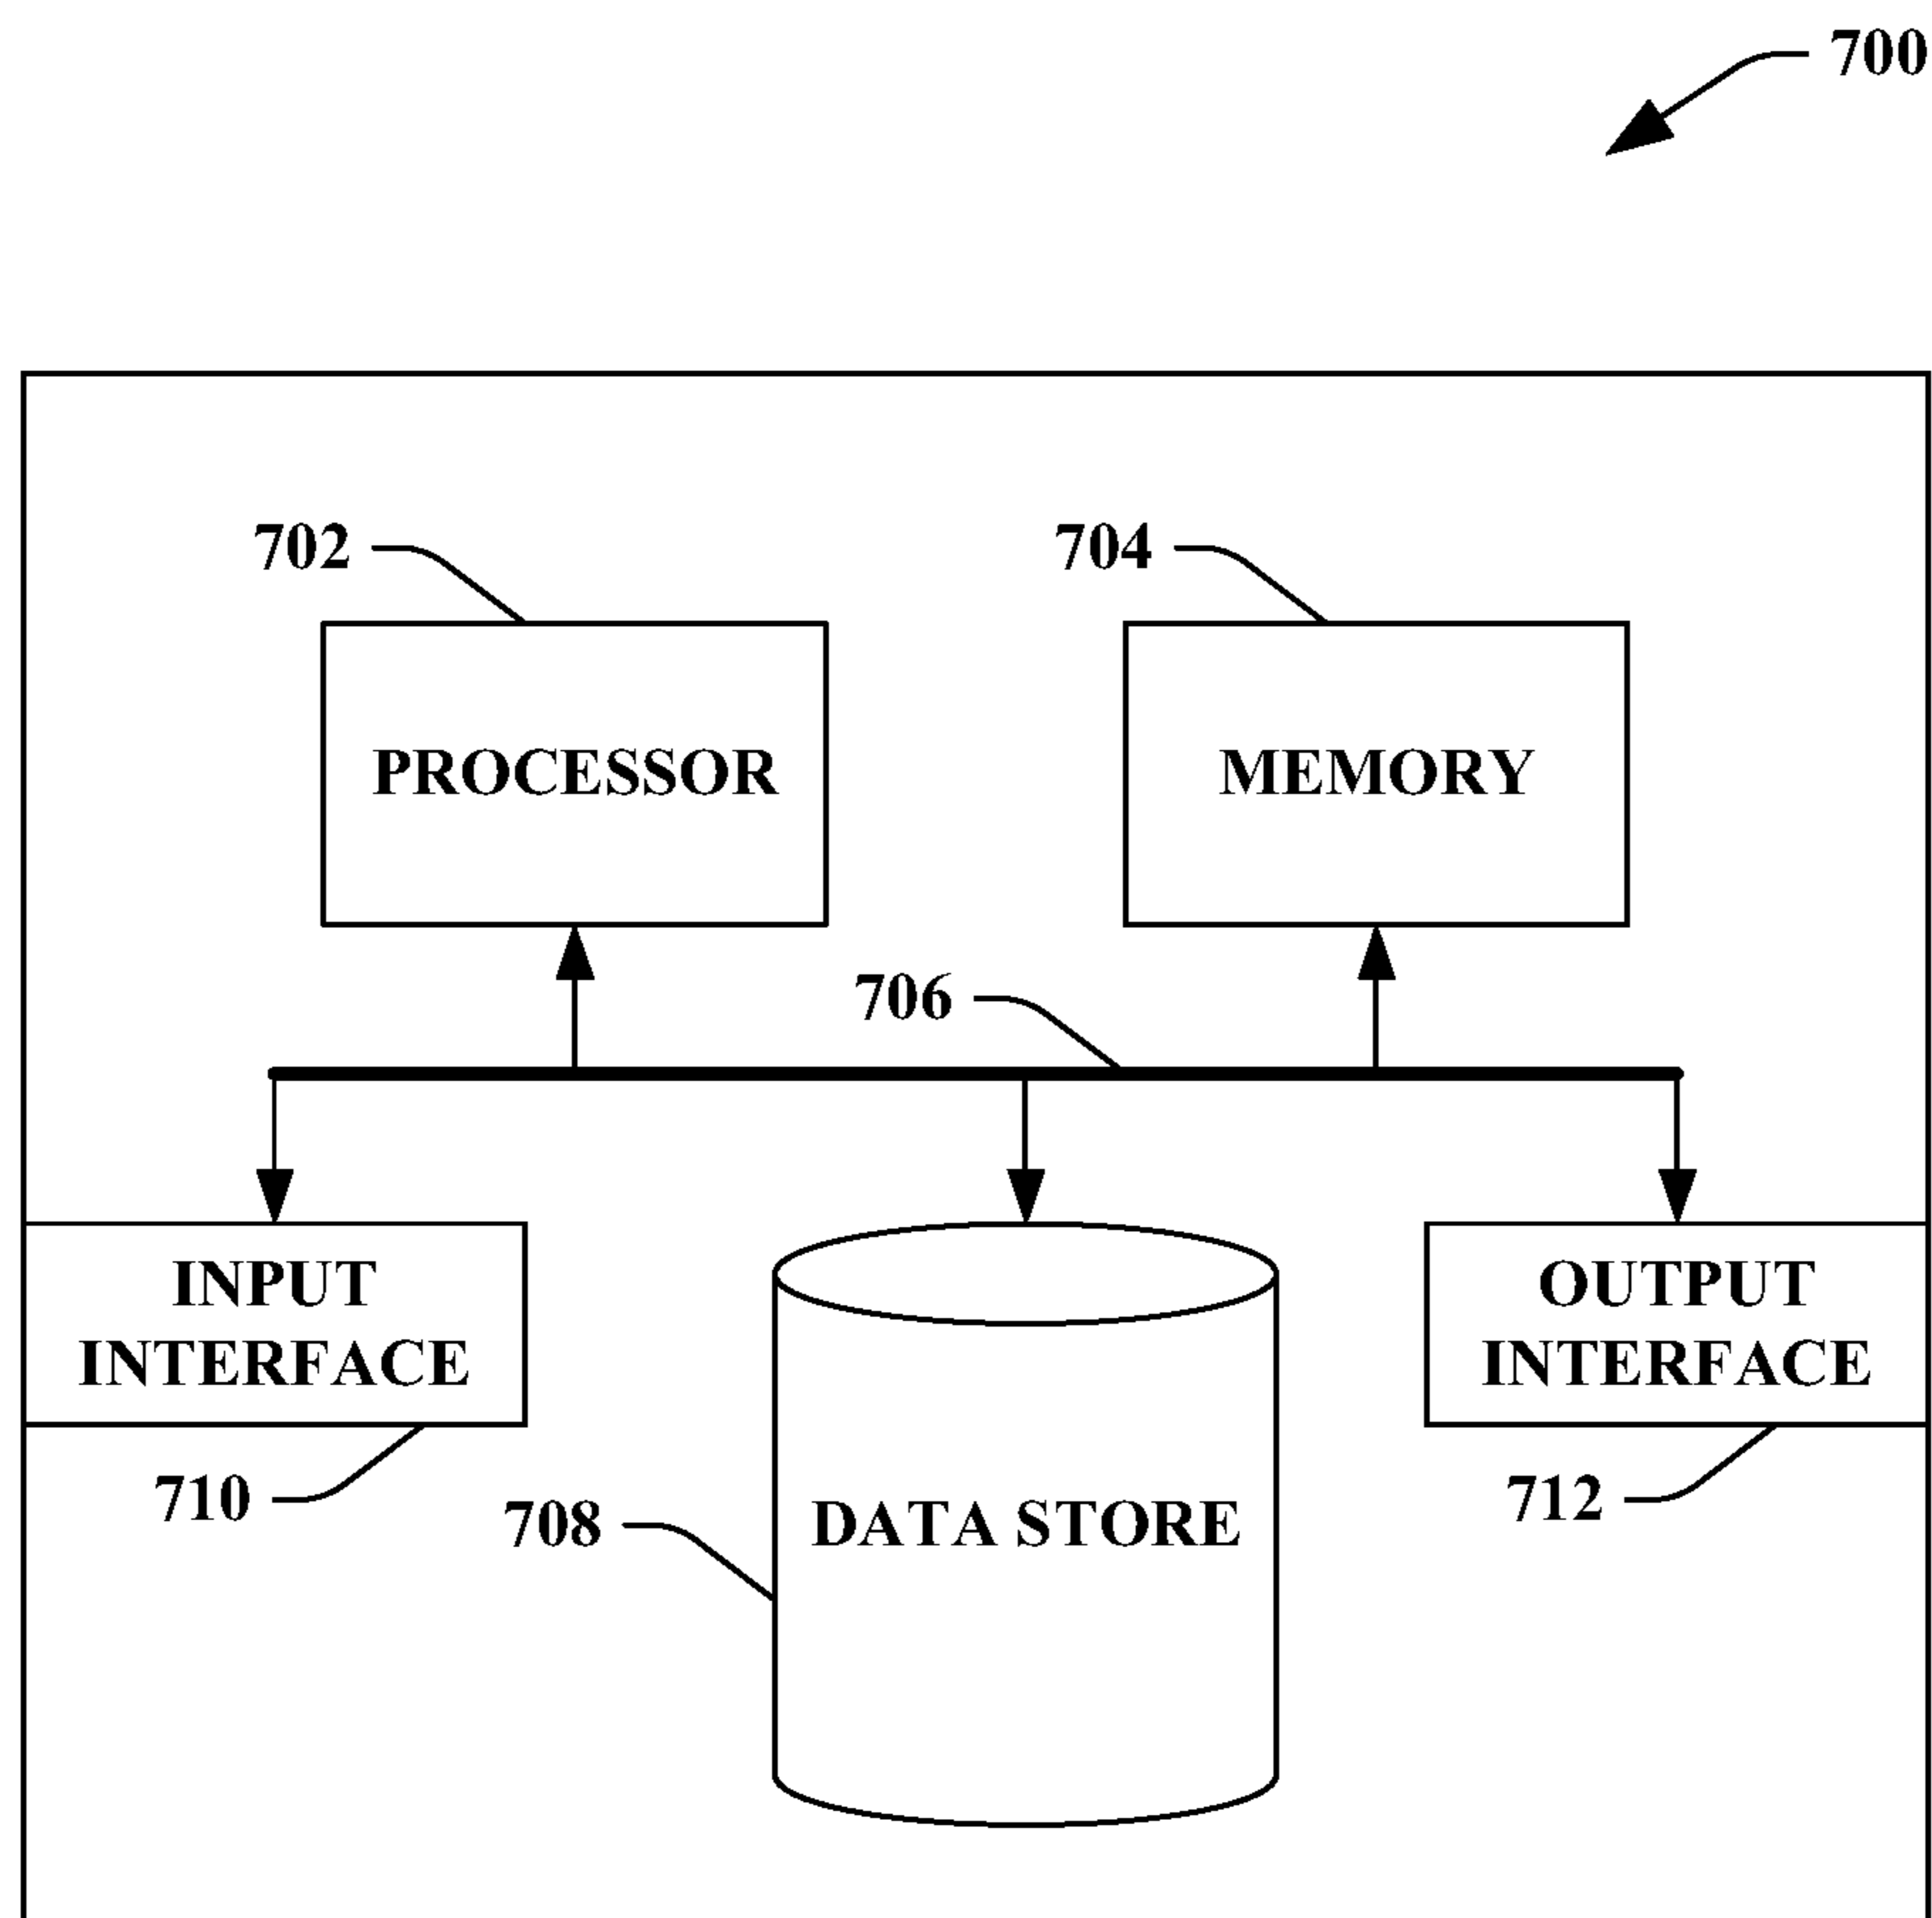 700
702
704
PROCESSOR
MEMORY
706
INPUT
INTERFACE
OUTPUT
INTERFACE
710
708
DATA STORE
712